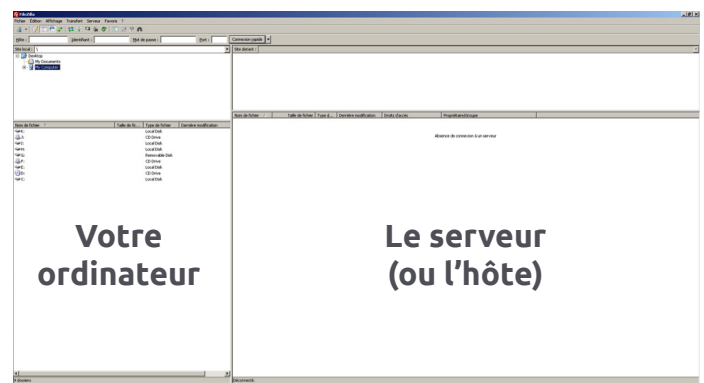 FileZilla
Fichier Édition Affichage Transfert Serveur Favoris ?
Hôte : Identifiant : Mot de passe : Port : Connexion rapide
Site local : \
Site distant :
Desktop
My Documents
My Computer
Nom de fichier Taille de fic... Type de fichier Dernière modification
Nom de fichier Taille de fichier Type d... Dernière modification Droits d'accès Propriétaire/Groupe
Local Disk
CD Drive
Local Disk
Local Disk
Removable Disk
CD Drive
Local Disk
CD Drive
Local Disk
Absence de connexion à un serveur
Votre
ordinateur
Le serveur
(ou l'hôte)
9 dossiers
Déconnecté.